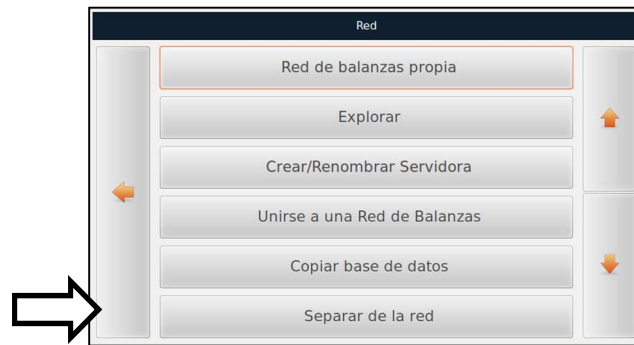 Red
Red de balanzas propia
Explorar
Crear/Renombrar Servidora
Unirse a una Red de Balanzas
Copiar base de datos
Separar de la red